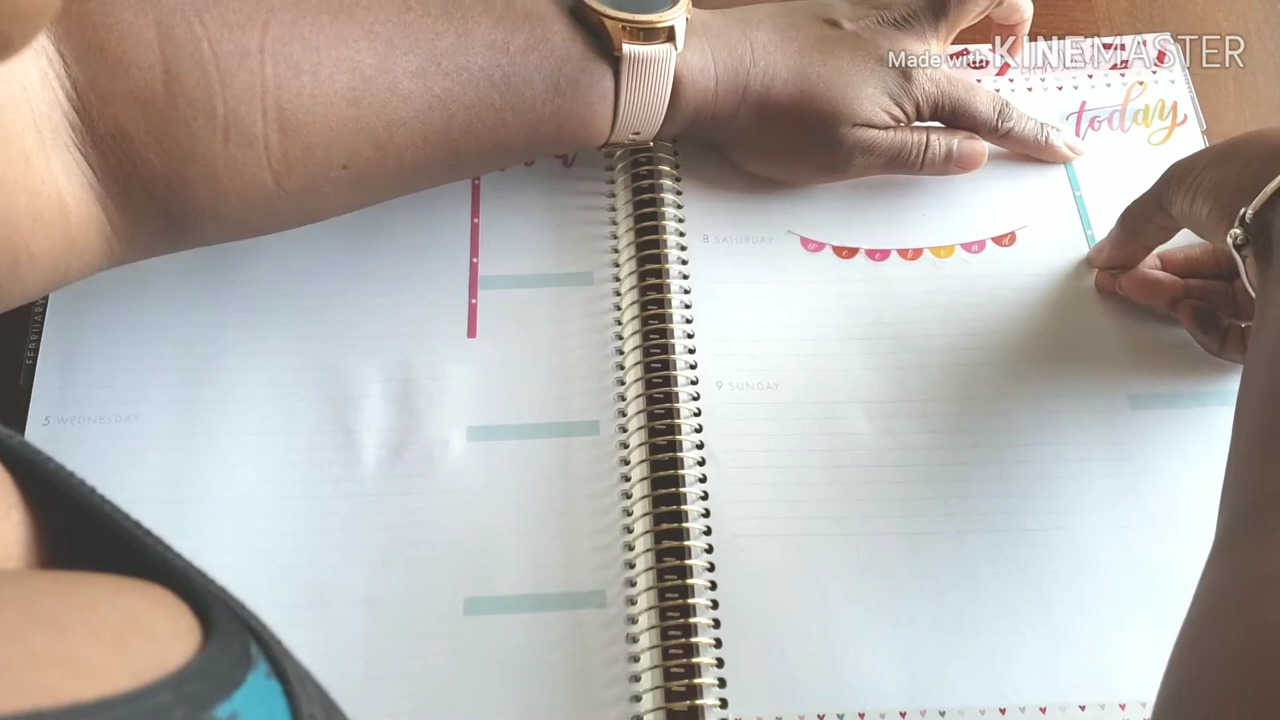 Made with KINEMASTER
today
8 SATURDAY
weekend
9 SUNDAY
FEBRUARY
5 WEDNESDAY